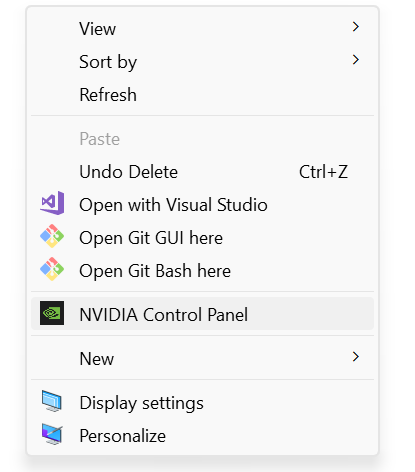 View
Sort by
Refresh
Paste
Undo Delete Ctrl+Z
Open with Visual Studio
Open Git GUI here
Open Git Bash here
NVIDIA Control Panel
New
Display settings
Personalize